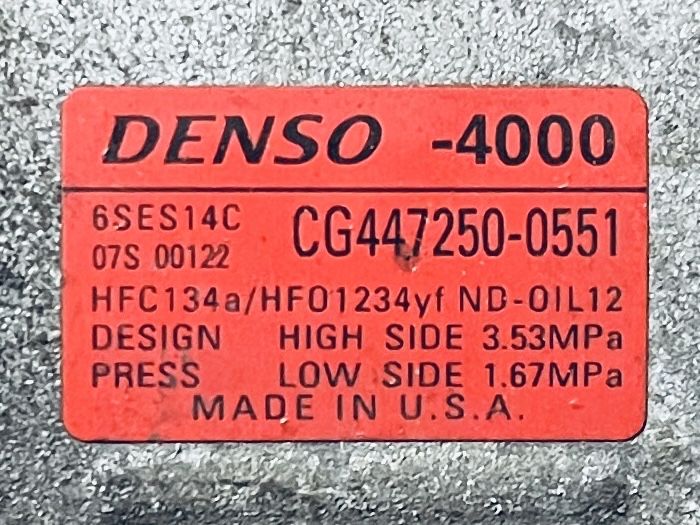 DENSO -4000
6SES14C CG447250-0551
07S 00122
HFC134a/HFO1234yf ND-OIL12
DESIGN HIGH SIDE 3.53MPa
PRESS LOW SIDE 1.67MPa
MADE IN U.S.A.